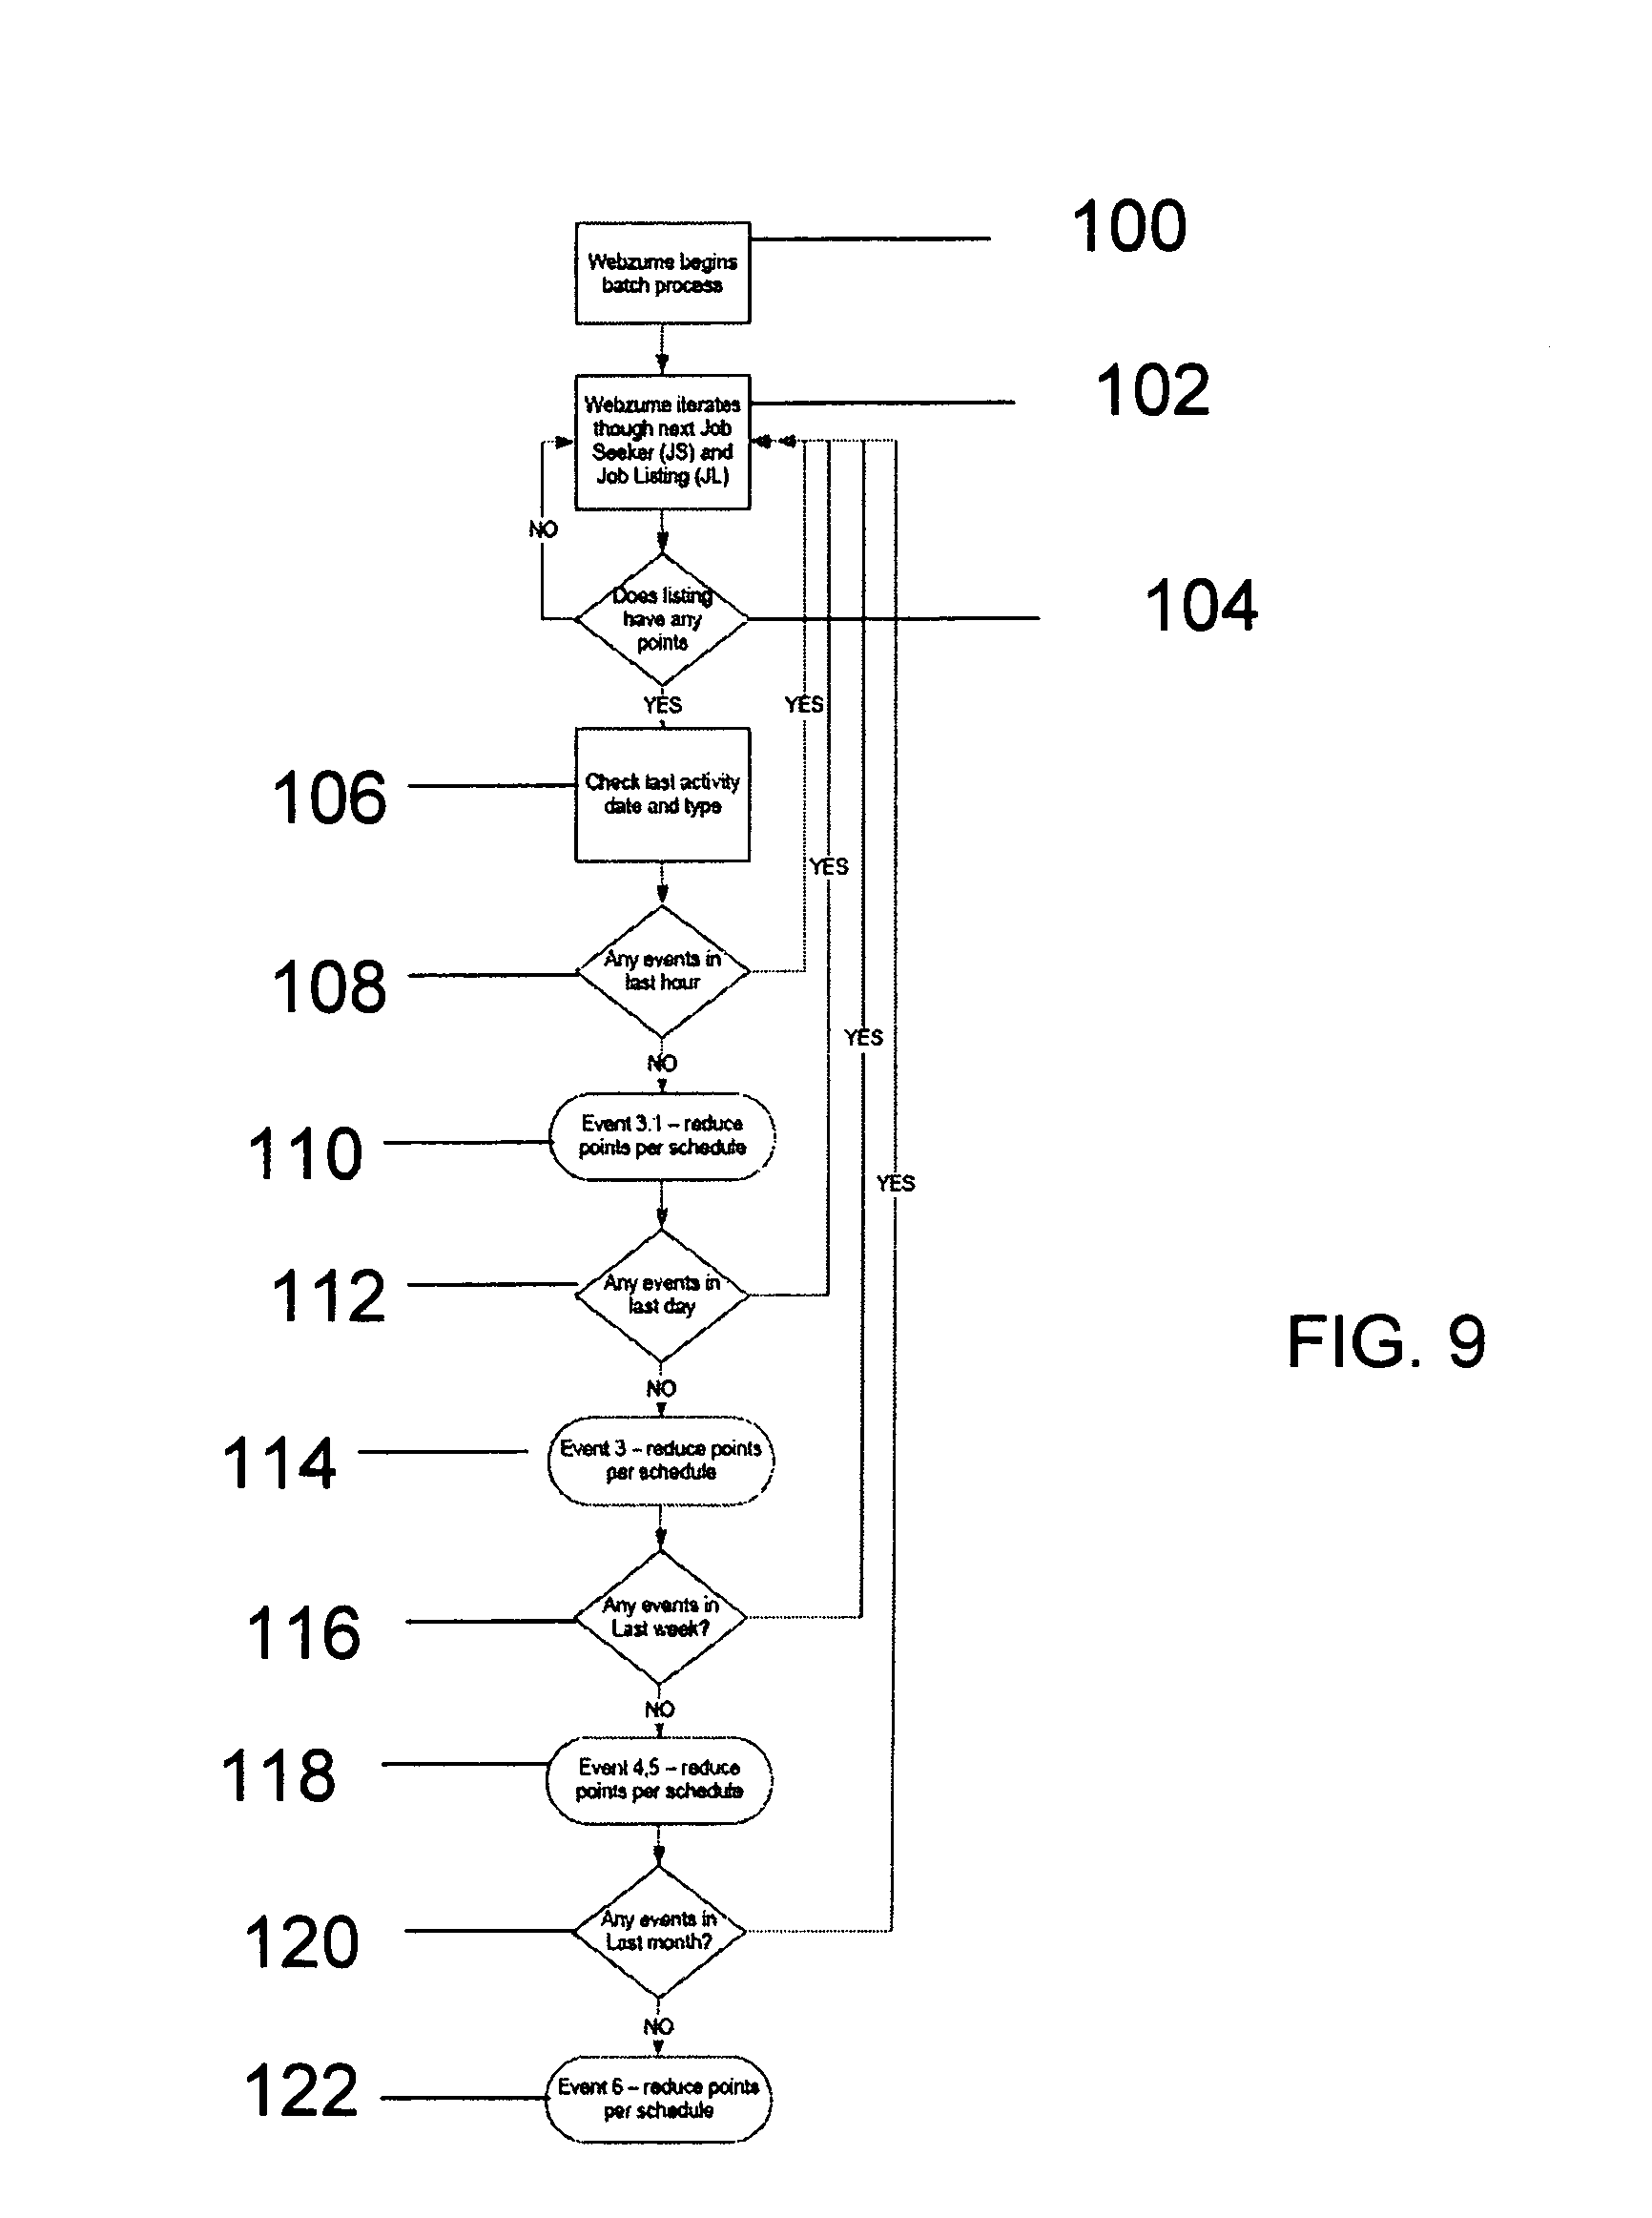 100
Webzume begins
batch process
102
Webzume iterates
though next Job
Seeker (JS) and
Job Listing (JL)
NO
104
Does listing
have any
points
YES
YES
106
Check last activity
date and type
YES
108
Any events in
last hour
YES
NO
110
Event 3.1 – reduce
points per schedule
YES
112
Any events in
last day
FIG. 9
NO
114
Event 3 – reduce points
per schedule
116
Any events in
Last week?
NO
118
Event 4,5 – reduce
points per schedule
120
Any events in
Last month?
NO
122
Event 6 – reduce points
per schedule